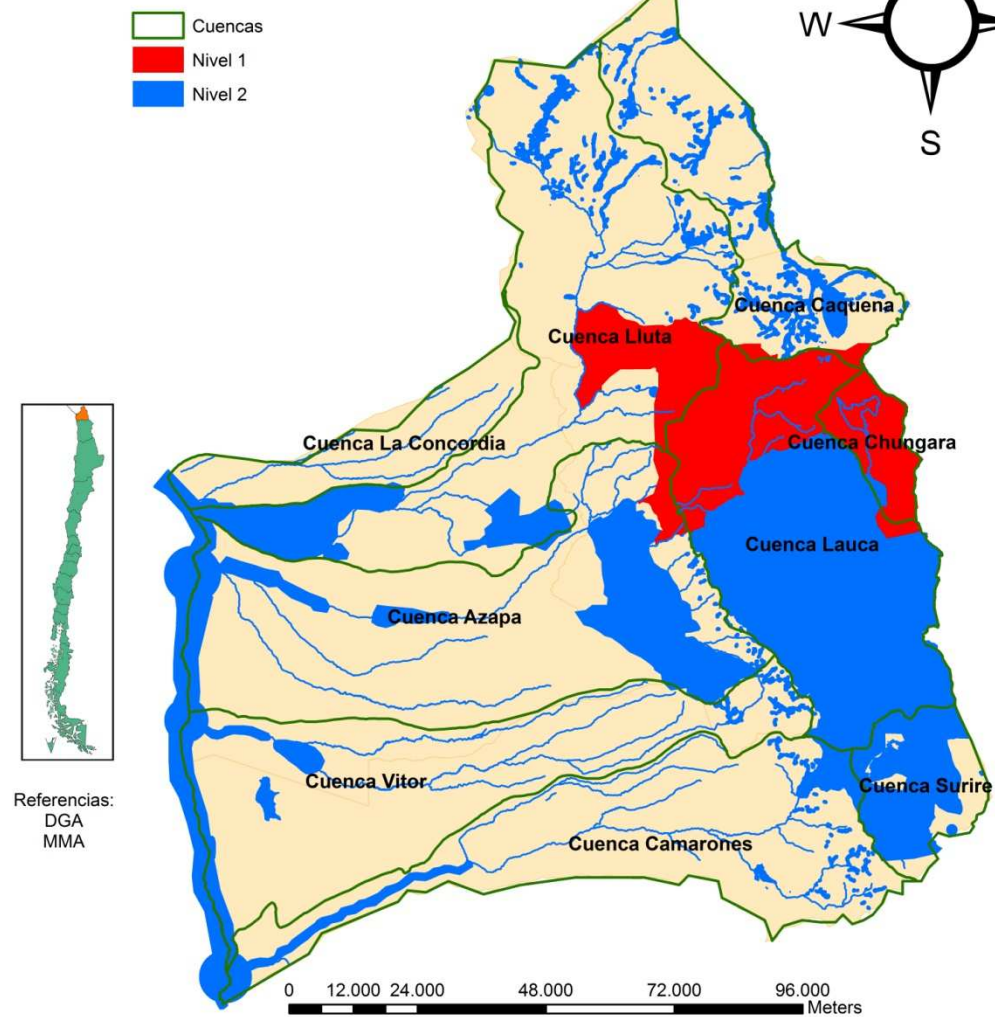 Cuencas
Nivel 1
Nivel 2
W
S
Cuenca Caquena
Cuenca Lluta
Cuenca La Concordia
Cuenca Chungara
Cuenca Lauca
Cuenca Azapa
Cuenca Vitor
Cuenca Surire
Cuenca Camarones
Referencias:
DGA
MMA
0 12.000 24.000 48.000 72.000 96.000
Meters